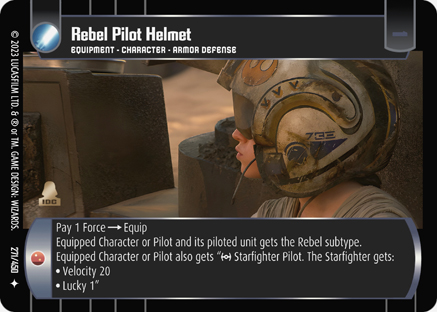 Rebel Pilot Helmet
EQUIPMENT - CHARACTER - ARMOR DEFENSE
© 2023 LUCASFILM LTD. & ® or TM. GAME DESIGN: WIZARDS.
271/450
IDC
Pay 1 Force → Equip
Equipped Character or Pilot and its piloted unit gets the Rebel subtype.
Equipped Character or Pilot also gets “ Starfighter Pilot. The Starfighter gets:
• Velocity 20
• Lucky 1”